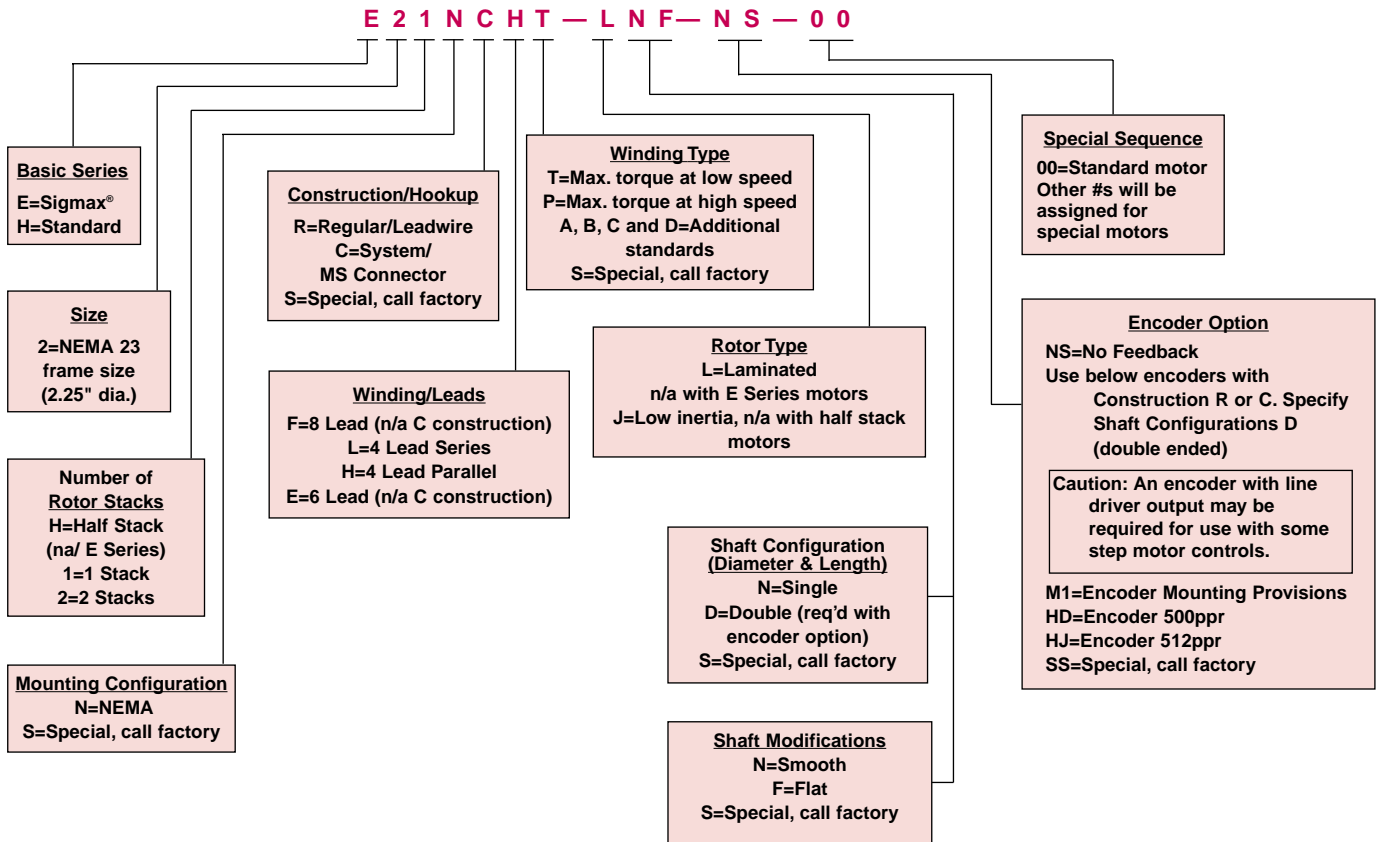 E 2 1 N C H T — L N F — N S — 0 0
Basic Series
E=Sigmax®
H=Standard
Size
2=NEMA 23
frame size
(2.25" dia.)
Number of
Rotor Stacks
H=Half Stack
(na/ E Series)
1=1 Stack
2=2 Stacks
Mounting Configuration
N=NEMA
S=Special, call factory
Construction/Hookup
R=Regular/Leadwire
C=System/
MS Connector
S=Special, call factory
Winding/Leads
F=8 Lead (n/a C construction)
L=4 Lead Series
H=4 Lead Parallel
E=6 Lead (n/a C construction)
Winding Type
T=Max. torque at low speed
P=Max. torque at high speed
A, B, C and D=Additional
standards
S=Special, call factory
Rotor Type
L=Laminated
n/a with E Series motors
J=Low inertia, n/a with half stack
motors
Shaft Configuration
(Diameter & Length)
N=Single
D=Double (req'd with
encoder option)
S=Special, call factory
Shaft Modifications
N=Smooth
F=Flat
S=Special, call factory
Special Sequence
00=Standard motor
Other #s will be
assigned for
special motors
Encoder Option
NS=No Feedback
Use below encoders with
Construction R or C. Specify
Shaft Configurations D
(double ended)
Caution: An encoder with line
driver output may be
required for use with some
step motor controls.
M1=Encoder Mounting Provisions
HD=Encoder 500ppr
HJ=Encoder 512ppr
SS=Special, call factory